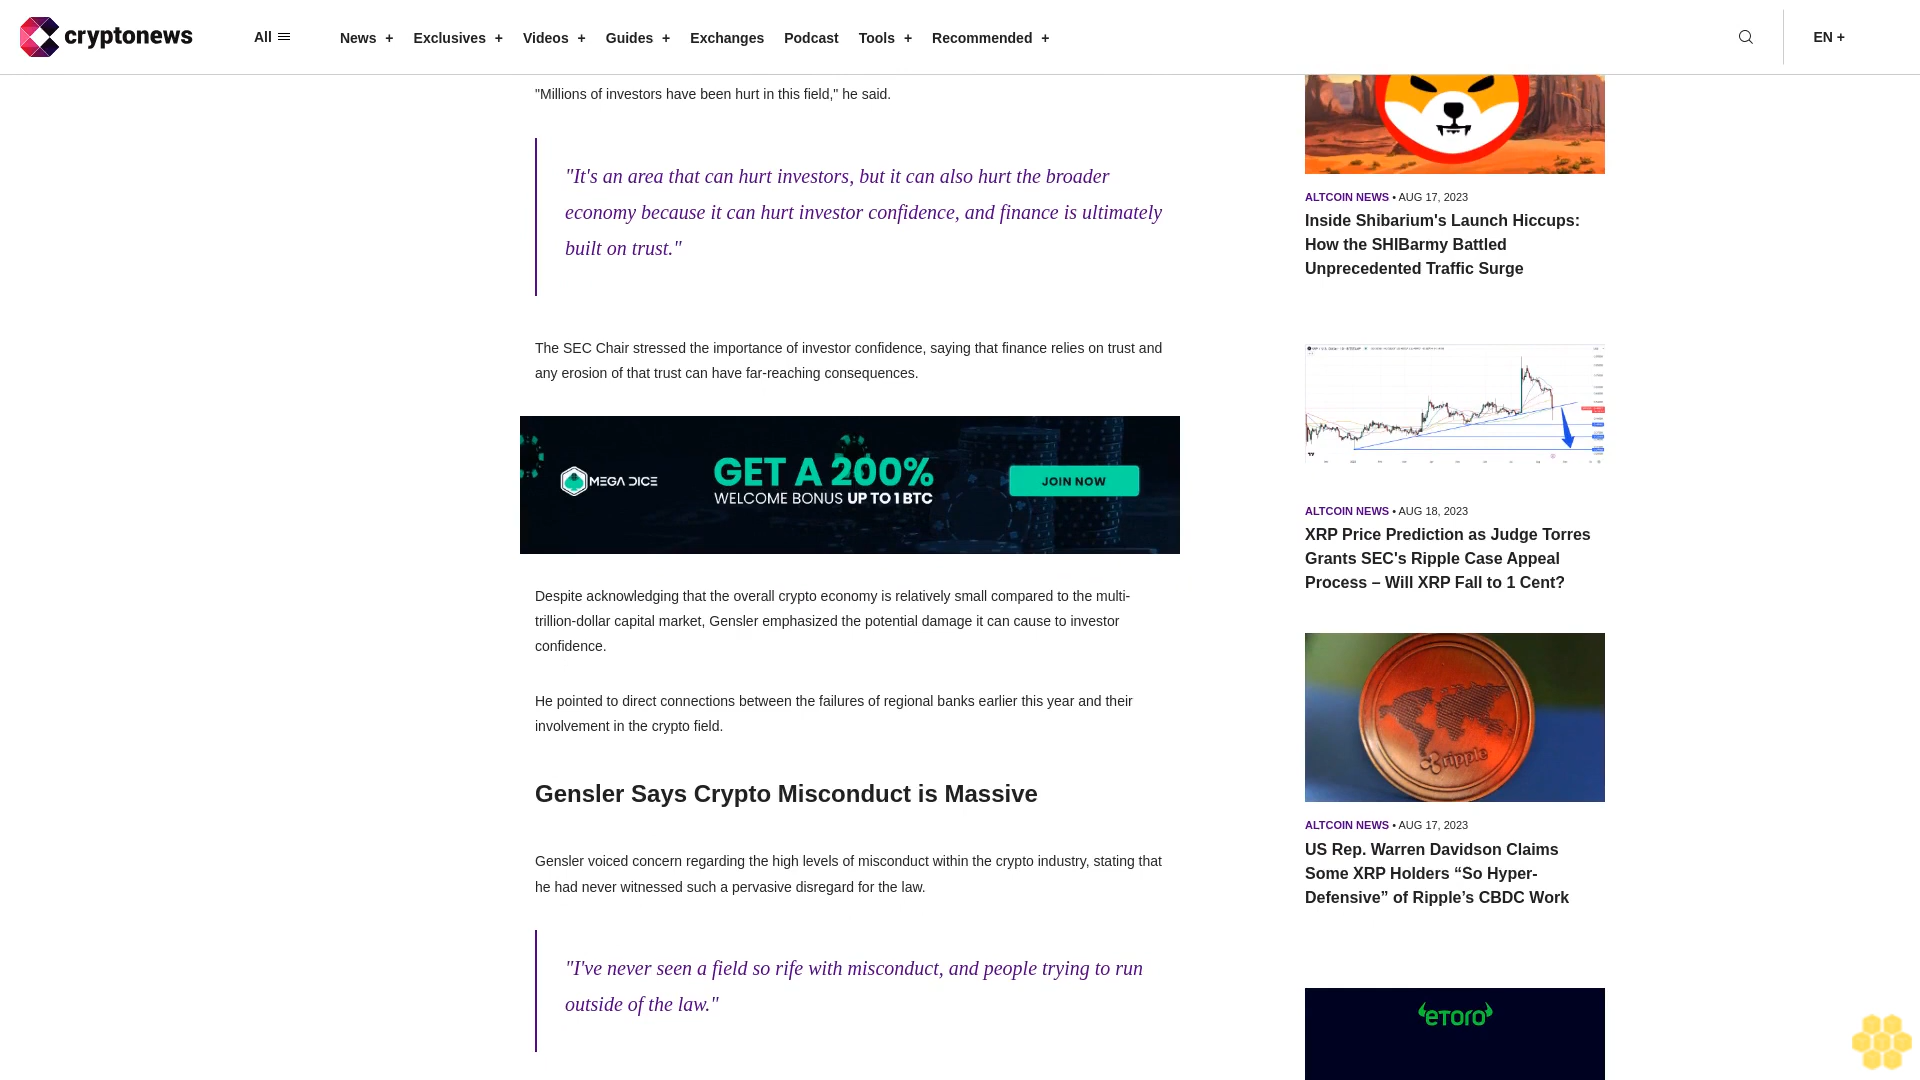 cryptonews
All
News + Exclusives + Videos + Guides + Exchanges Podcast Tools + Recommended +
EN +
"Millions of investors have been hurt in this field," he said.
"It's an area that can hurt investors, but it can also hurt the broader
economy because it can hurt investor confidence, and finance is ultimately
built on trust."
The SEC Chair stressed the importance of investor confidence, saying that finance relies on trust and
any erosion of that trust can have far-reaching consequences.
MEGA DICE
GET A 200%
WELCOME BONUS UP TO 1 BTC
JOIN NOW
Despite acknowledging that the overall crypto economy is relatively small compared to the multi-
trillion-dollar capital market, Gensler emphasized the potential damage it can cause to investor
confidence.
He pointed to direct connections between the failures of regional banks earlier this year and their
involvement in the crypto field.
Gensler Says Crypto Misconduct is Massive
Gensler voiced concern regarding the high levels of misconduct within the crypto industry, stating that
he had never witnessed such a pervasive disregard for the law.
"I've never seen a field so rife with misconduct, and people trying to run
outside of the law."
ALTCOIN NEWS • AUG 17, 2023
Inside Shibarium's Launch Hiccups:
How the SHIBarmy Battled
Unprecedented Traffic Surge
ALTCOIN NEWS • AUG 18, 2023
XRP Price Prediction as Judge Torres
Grants SEC's Ripple Case Appeal
Process – Will XRP Fall to 1 Cent?
ripple
ALTCOIN NEWS • AUG 17, 2023
US Rep. Warren Davidson Claims
Some XRP Holders “So Hyper-
Defensive” of Ripple’s CBDC Work
eToro